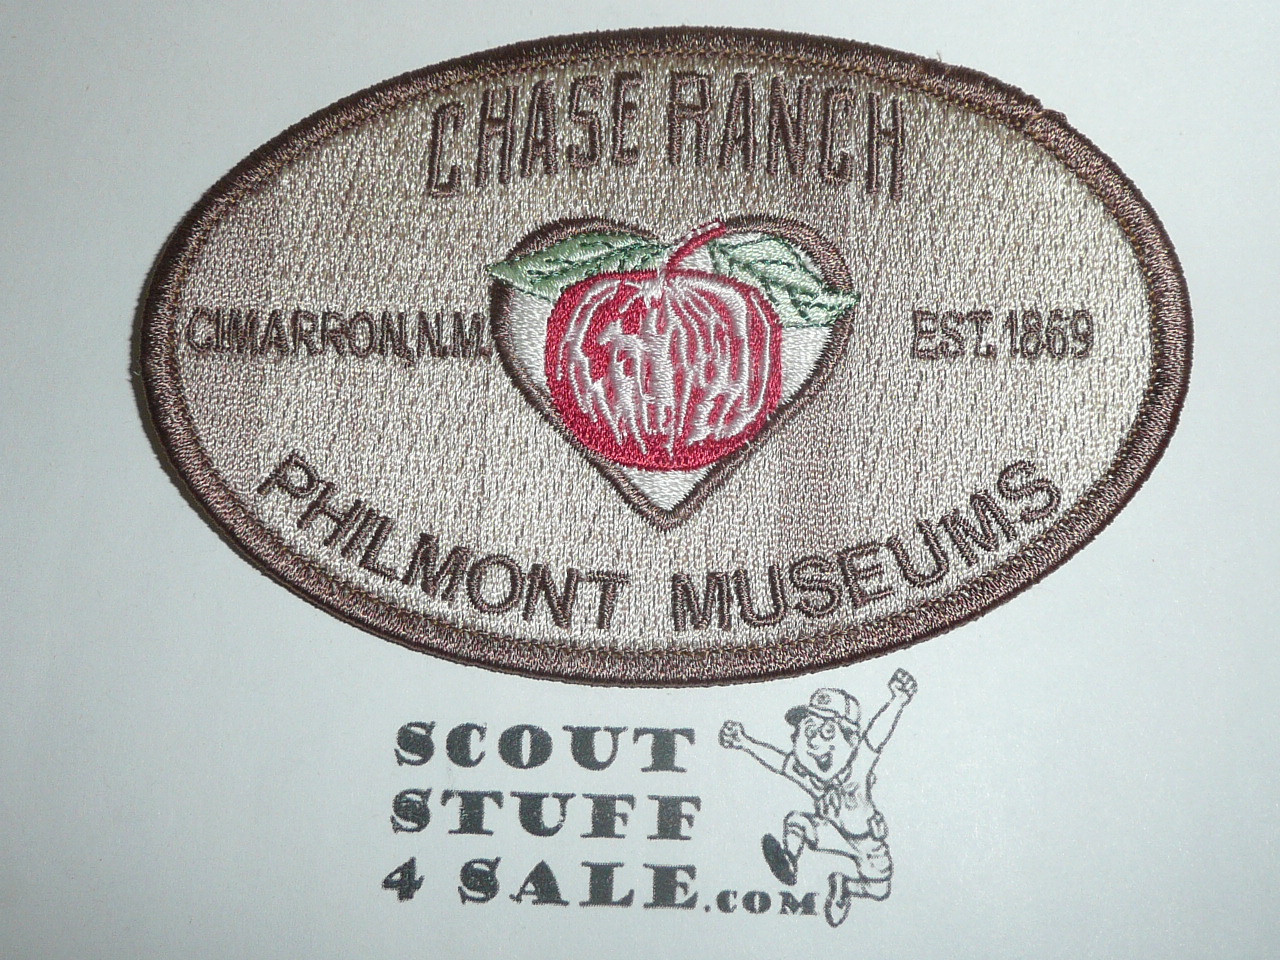 CHASE RANCH
CIMARRON, N.M. EST. 1869
PHILMONT MUSEUMS
SCOUT
STUFF
4 SALE.COM